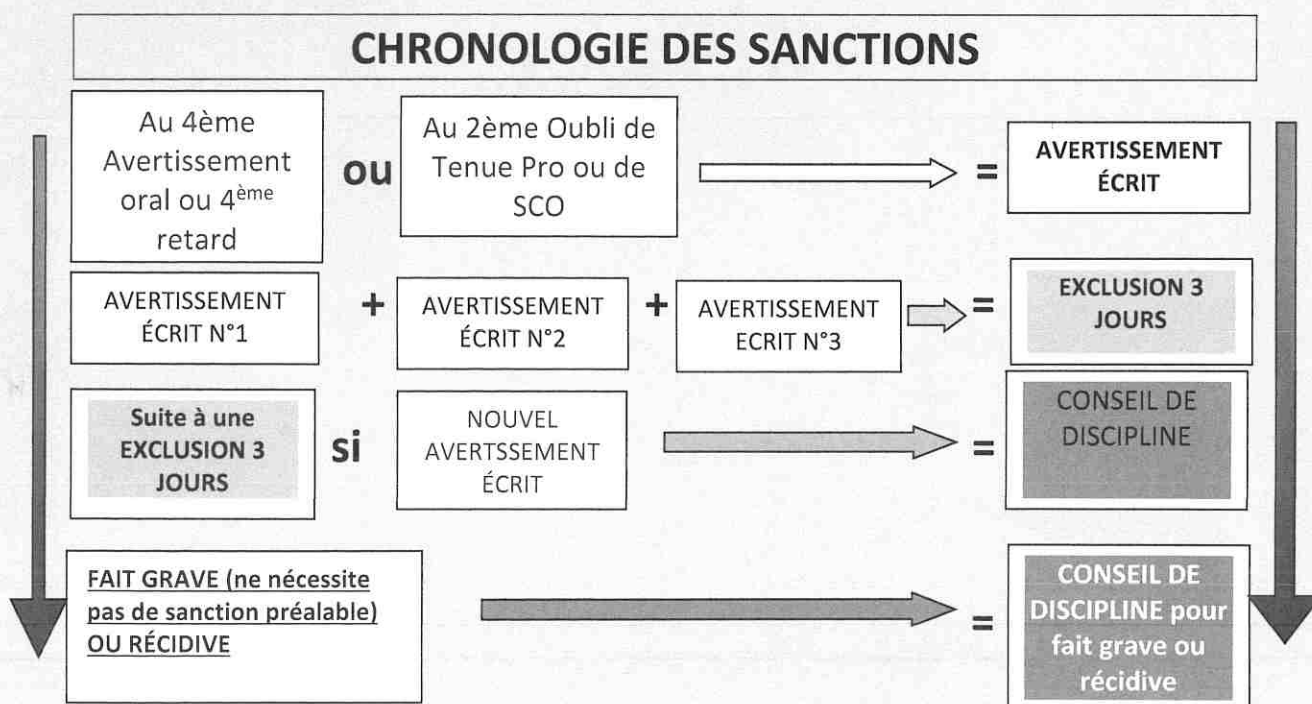 CHRONOLOGIE DES SANCTIONS
Au 4ème
Avertissement
oral ou 4ème
retard
ou
Au 2ème Oubli de
Tenue Pro ou de
SCO
=
AVERTISSEMENT
ÉCRIT
AVERTISSEMENT
ÉCRIT N°1
+
AVERTISSEMENT
ÉCRIT N°2
+
AVERTISSEMENT
ECRIT N°3
=
EXCLUSION 3
JOURS
Suite à une
EXCLUSION 3
JOURS
si
NOUVEL
AVERTSSEMENT
ÉCRIT
=
CONSEIL DE
DISCIPLINE
FAIT GRAVE (ne nécessite
pas de sanction préalable)
OU RÉCIDIVE
=
CONSEIL DE
DISCIPLINE pour
fait grave ou
récidive